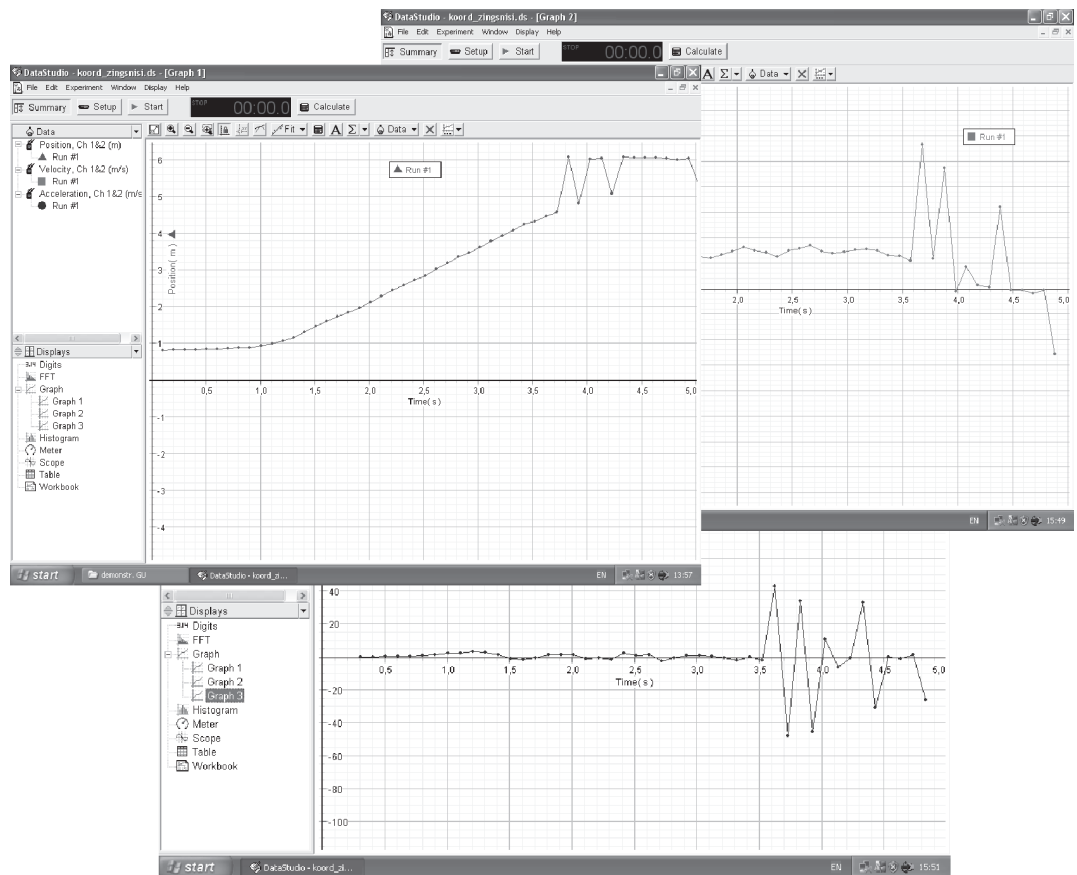 DataStudio - koord_zingsnisi.ds - [Graph 2]
File Edit Experiment Window Display Help
Summary Setup Start STOP 00:00.0 Calculate
A Σ Data
Run #1
2,0 2,5 3,0 3,5 4,0 4,5 5,0
Time( s )
EN 15:49
DataStudio - koord_zingsnisi.ds - [Graph 1]
File Edit Experiment Window Display Help
Summary Setup Start STOP 00:00.0 Calculate
Data
Fit A Σ Data
Position, Ch 1&2 (m)
Run #1
Velocity, Ch 1&2 (m/s)
Run #1
Acceleration, Ch 1&2 (m/s
Run #1
Displays
Digits
FFT
Graph
Graph 1
Graph 2
Graph 3
Histogram
Meter
Scope
Table
Workbook
Run #1
6
5
4
3
2
1
-1
-2
-3
-4
Position( m )
0,5 1,0 1,5 2,0 2,5 3,0 3,5 4,0 4,5 5,0
Time( s )
start demonstr. GU DataStudio - koord_zi... EN 13:57
Displays
Digits
FFT
Graph
Graph 1
Graph 2
Graph 3
Histogram
Meter
Scope
Table
Workbook
40
20
-20
-40
-60
-80
-100
0,5 1,0 1,5 2,0 2,5 3,0 3,5 4,0 4,5 5,0
Time( s )
start DataStudio - koord_zi... EN 15:51